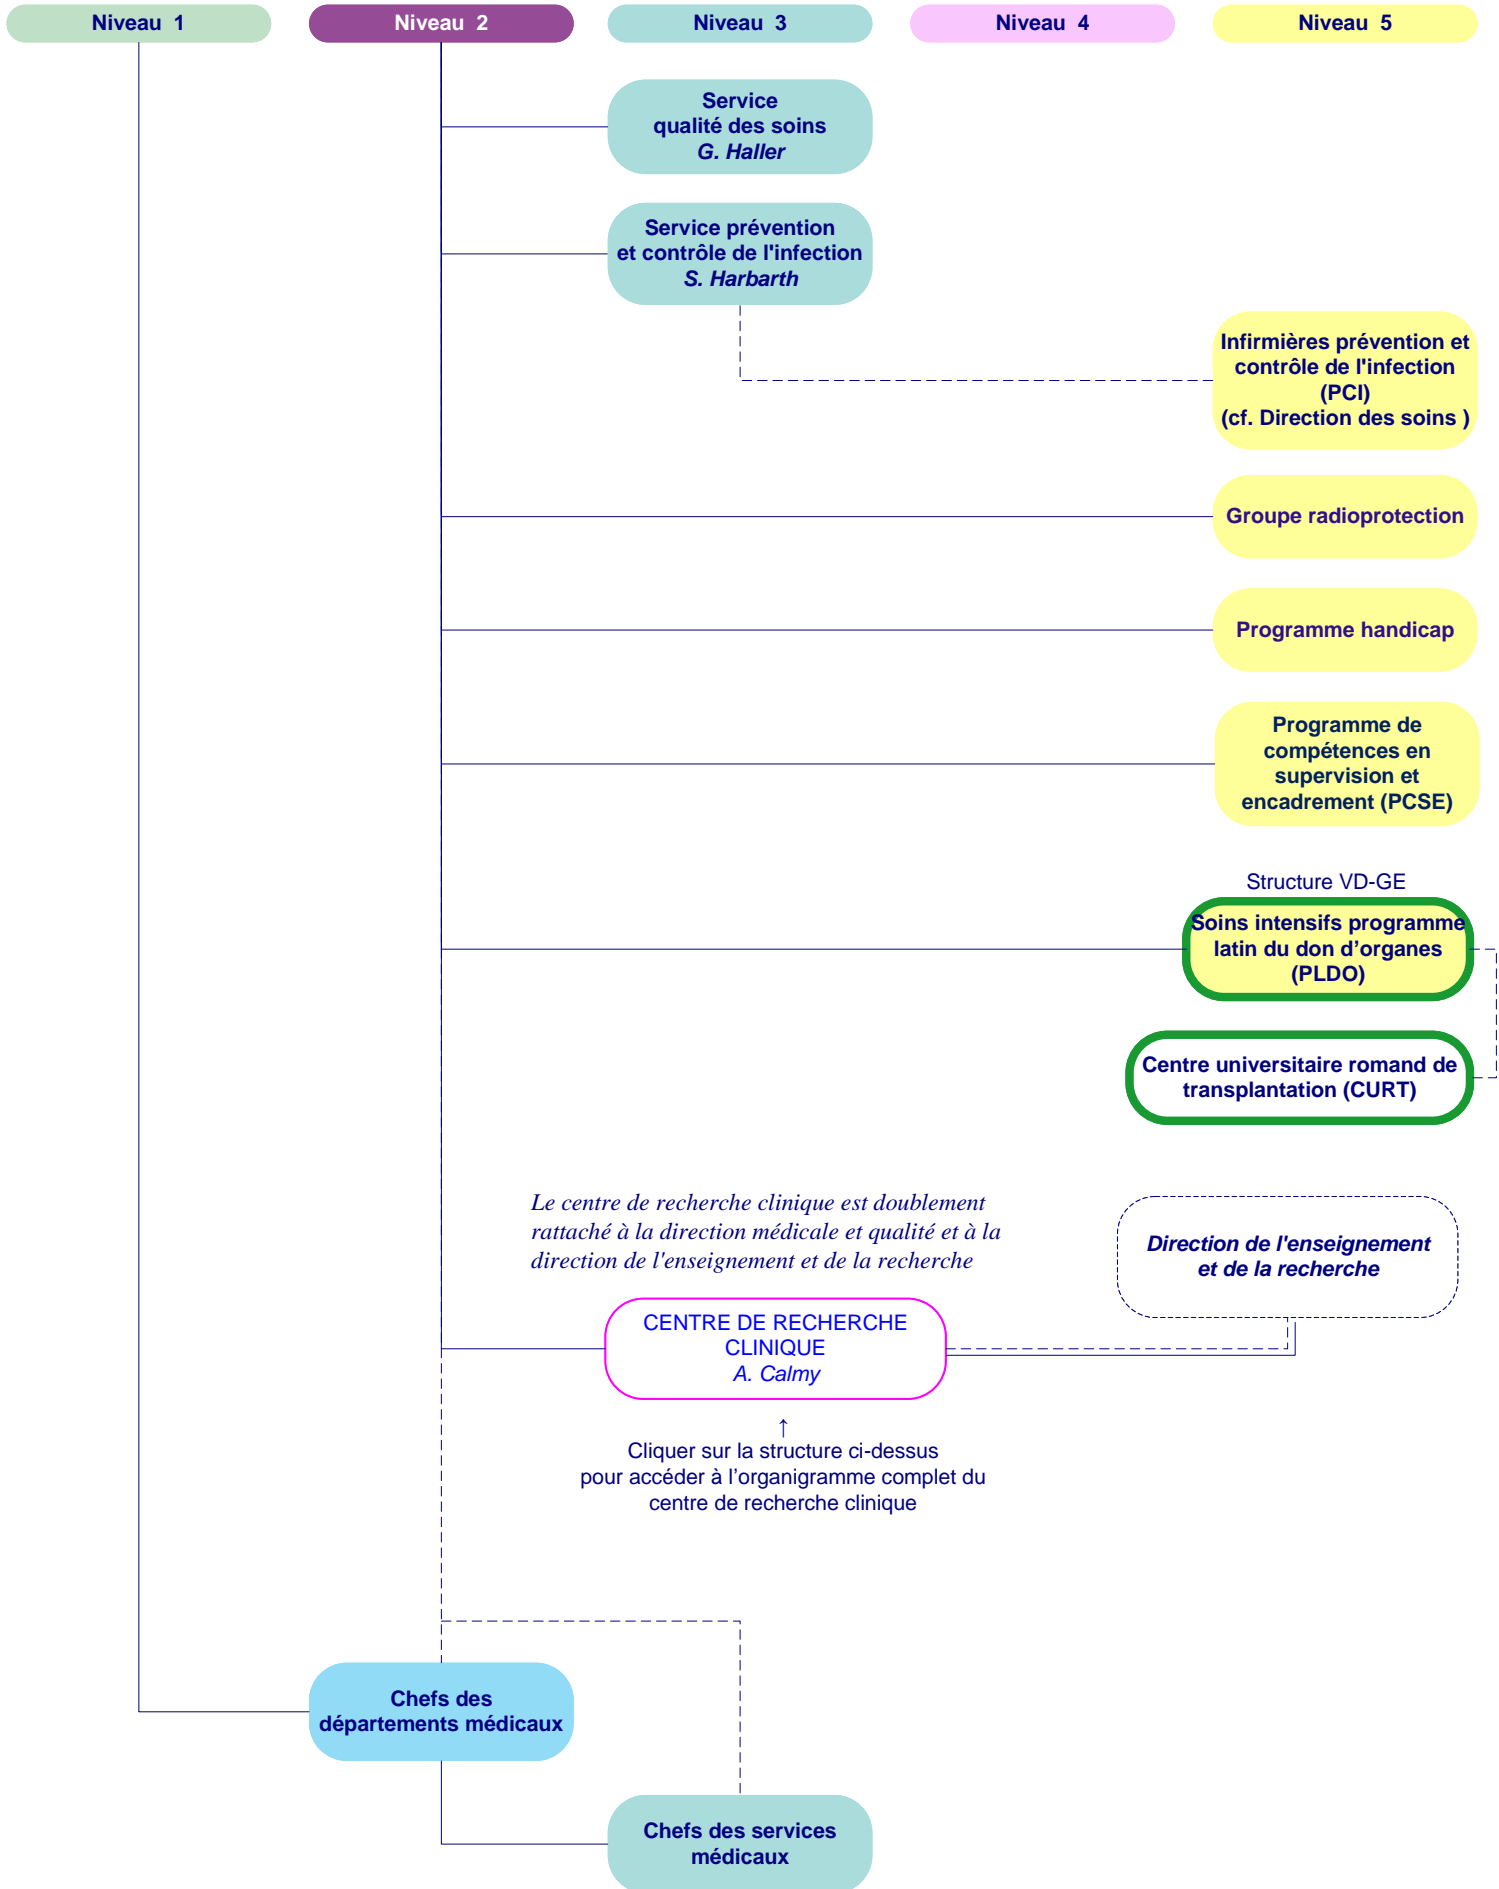 Niveau 1
Niveau 2
Niveau 3
Niveau 4
Niveau 5
Service
qualité des soins
G. Haller
Service prévention
et contrôle de l'infection
S. Harbarth
Infirmières prévention et
contrôle de l'infection
(PCI)
(cf. Direction des soins )
Groupe radioprotection
Programme handicap
Programme de
compétences en
supervision et
encadrement (PCSE)
Structure VD-GE
Soins intensifs programme
latin du don d’organes
(PLDO)
Centre universitaire romand de
transplantation (CURT)
Le centre de recherche clinique est doublement
rattaché à la direction médicale et qualité et à la
direction de l'enseignement et de la recherche
Direction de l'enseignement
et de la recherche
CENTRE DE RECHERCHE
CLINIQUE
A. Calmy
↑
Cliquer sur la structure ci-dessus
pour accéder à l’organigramme complet du
centre de recherche clinique
Chefs des
départements médicaux
Chefs des services
médicaux